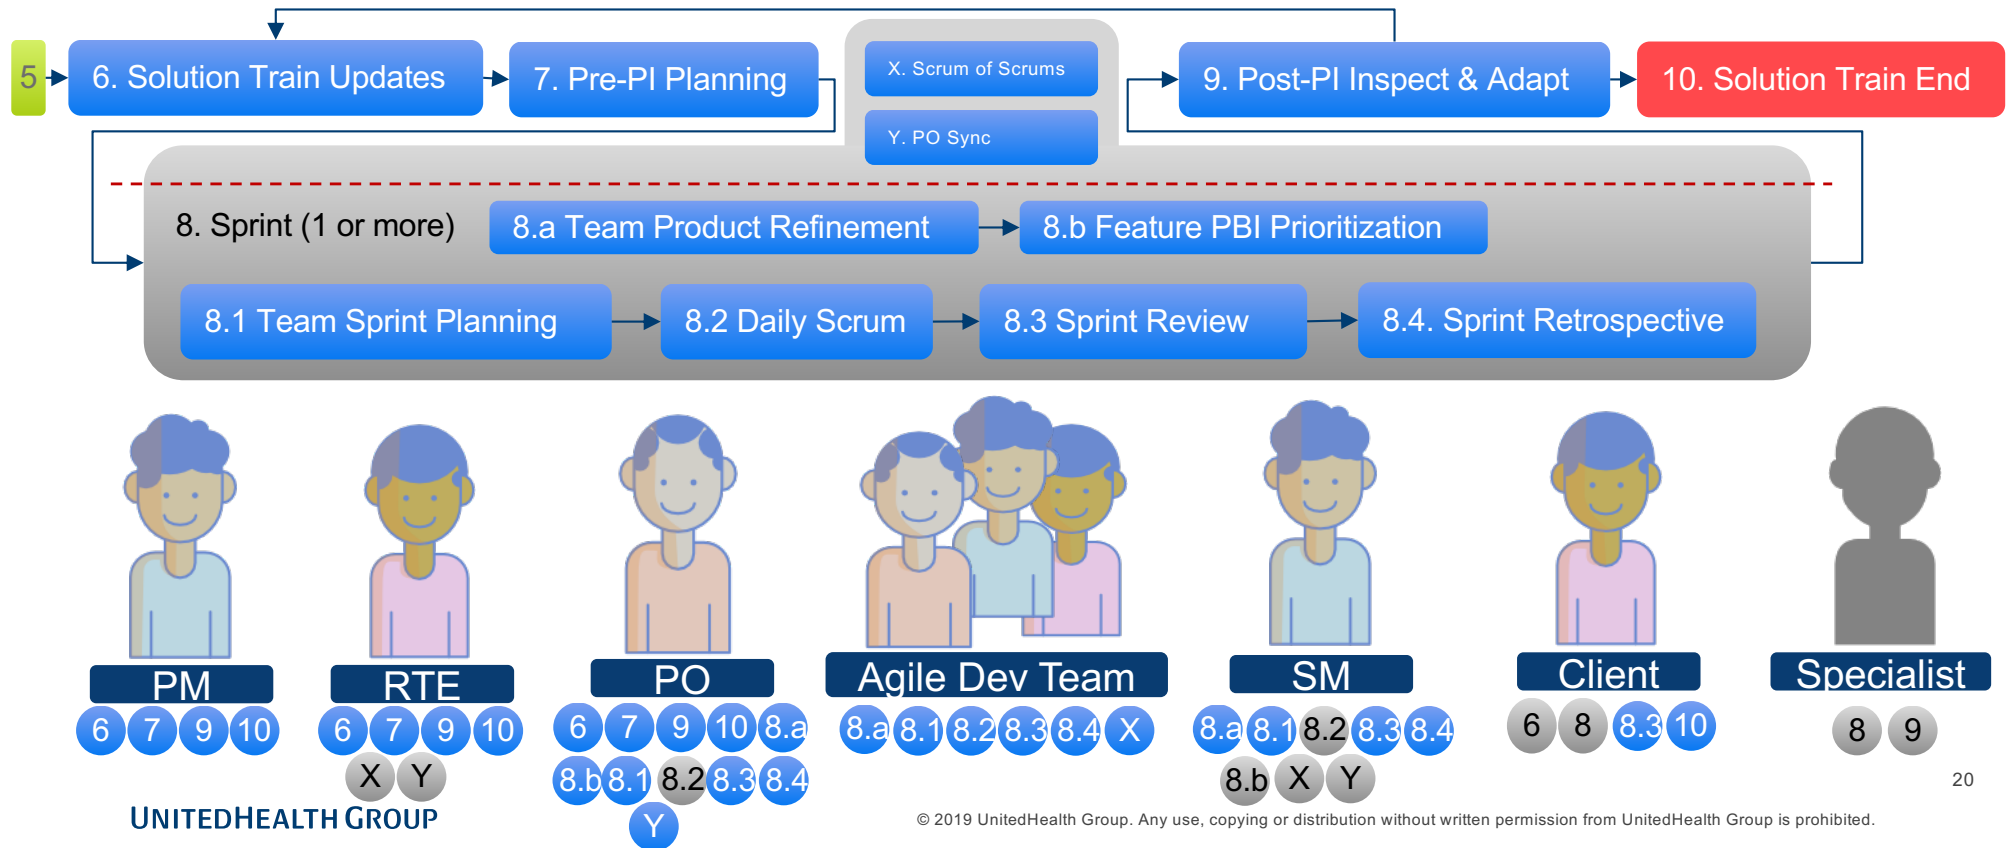 5
6. Solution Train Updates
7. Pre-PI Planning
X. Scrum of Scrums
Y. PO Sync
9. Post-PI Inspect & Adapt
10. Solution Train End
8. Sprint (1 or more)
8.a Team Product Refinement
8.b Feature PBI Prioritization
8.1 Team Sprint Planning
8.2 Daily Scrum
8.3 Sprint Review
8.4. Sprint Retrospective
PM
6 7 9 10
RTE
6 7 9 10
X Y
PO
6 7 9 10 8.a
8.b 8.1 8.2 8.3 8.4
Y
Agile Dev Team
8.a 8.1 8.2 8.3 8.4 X
SM
8.a 8.1 8.2 8.3 8.4
8.b X Y
Client
6 8 8.3 10
Specialist
8 9
20
UNITEDHEALTH GROUP
© 2019 UnitedHealth Group. Any use, copying or distribution without written permission from UnitedHealth Group is prohibited.